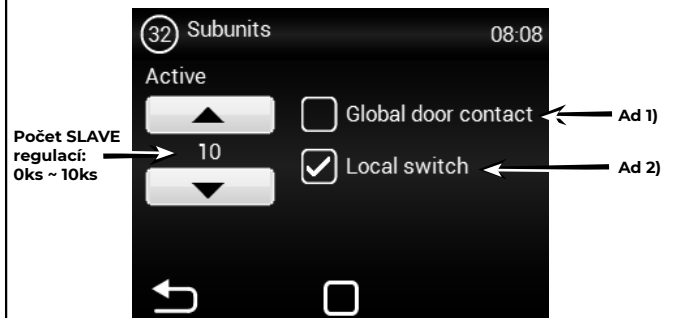 32 Subunits 08:08
Active
Global door contact
Ad 1)
Počet SLAVE
regulací:
0ks ~ 10ks
10
Local switch
Ad 2)